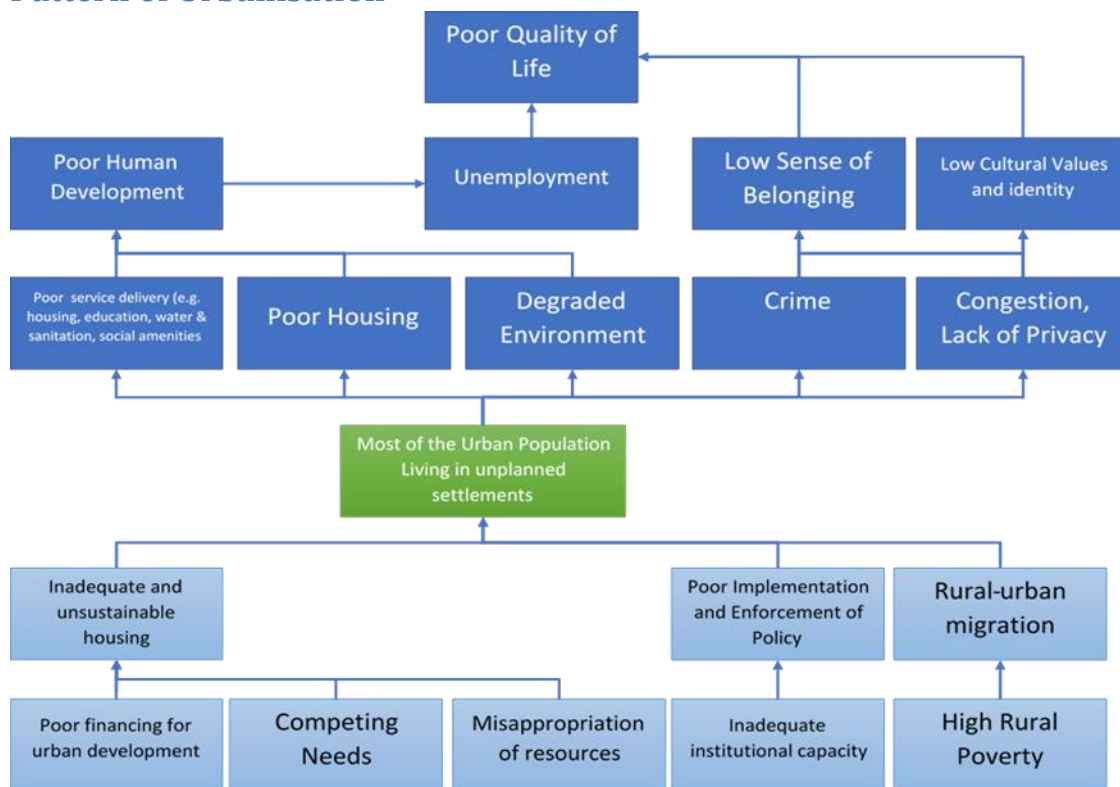 Pattern of Urbanisation
Poor Quality of
Life
Poor Human
Development
Unemployment
Low Sense of
Belonging
Low Cultural Values
and identity
Poor service delivery (e.g.
housing, education, water &
sanitation, social amenities
Poor Housing
Degraded
Environment
Crime
Congestion,
Lack of Privacy
Most of the Urban Population
Living in unplanned
settlements
Inadequate and
unsustainable
housing
Poor Implementation
and Enforcement of
Policy
Rural-urban
migration
Poor financing for
urban development
Competing
Needs
Misappropriation
of resources
Inadequate
institutional capacity
High Rural
Poverty